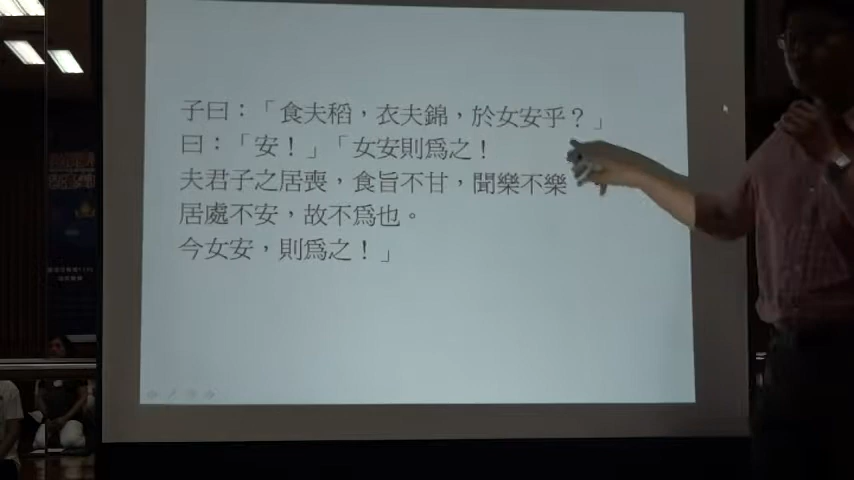 子曰：「食夫稻，衣夫錦，於女安乎？」
曰：「安！」「女安則爲之！
夫君子之居喪，食旨不甘，聞樂不樂，
居處不安，故不爲也。
今女安，則爲之！」